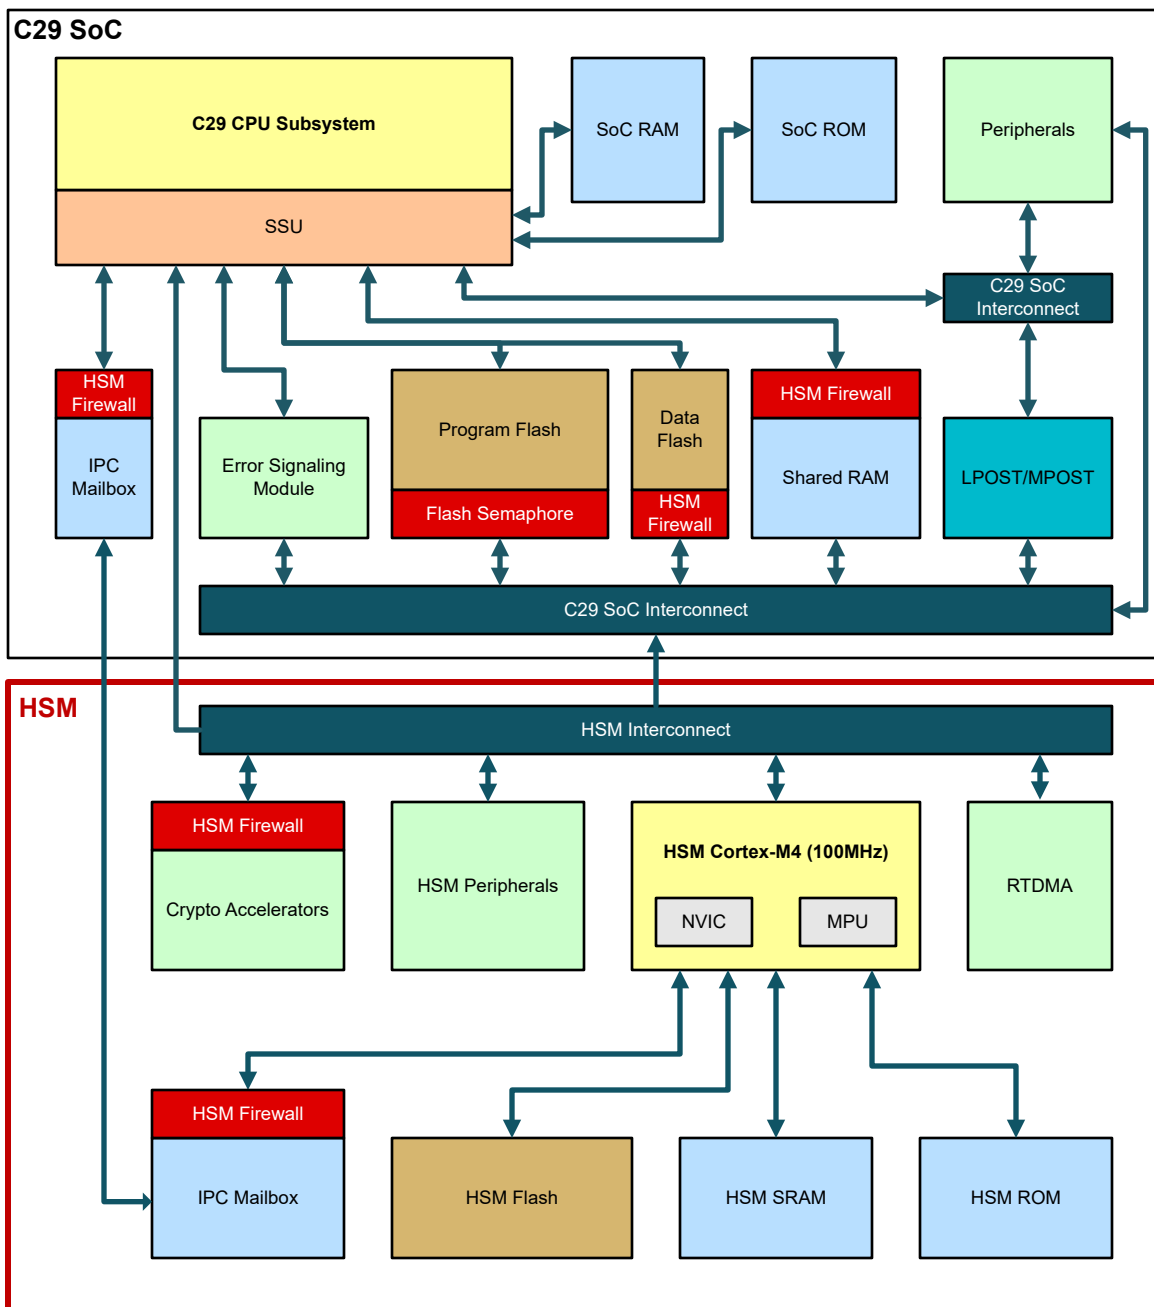 C29 SoC
C29 CPU Subsystem
SSU
SoC RAM
SoC ROM
Peripherals
C29 SoC
Interconnect
HSM
Firewall
IPC
Mailbox
Error Signaling
Module
Program Flash
Flash Semaphore
Data
Flash
HSM
Firewall
HSM Firewall
Shared RAM
LPOST/MPOST
C29 SoC Interconnect
HSM
HSM Interconnect
HSM Firewall
Crypto Accelerators
HSM Peripherals
HSM Cortex-M4 (100MHz)
NVIC
MPU
RTDMA
HSM Firewall
IPC Mailbox
HSM Flash
HSM SRAM
HSM ROM